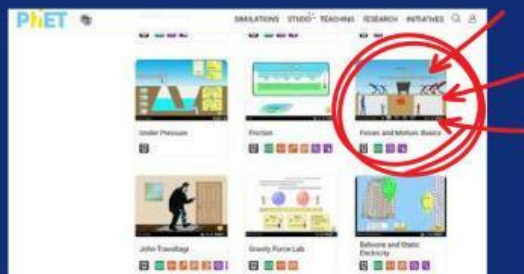 PhET
SIMULATIONS STUDIO TEACHING RESEARCH INITIATIVES
Under Pressure
Friction
Forces and Motion: Basics
John Travoltage
Gravity Force Lab
Balloons and Static
Electricity